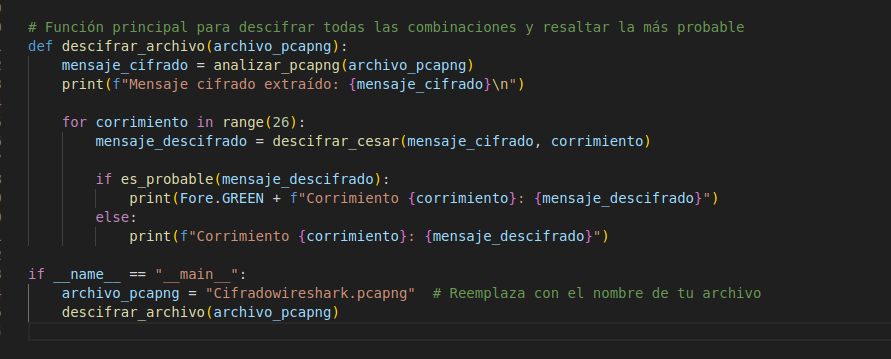 # Función principal para descifrar todas las combinaciones y resaltar la más probable
def descifrar_archivo(archivo_pcapng):
    mensaje_cifrado = analizar_pcapng(archivo_pcapng)
    print(f"Mensaje cifrado extraído: {mensaje_cifrado}\n")

    for corrimiento in range(26):
        mensaje_descifrado = descifrar_cesar(mensaje_cifrado, corrimiento)

        if es_probable(mensaje_descifrado):
            print(Fore.GREEN + f"Corrimiento {corrimiento}: {mensaje_descifrado}")
        else:
            print(f"Corrimiento {corrimiento}: {mensaje_descifrado}")

if __name__ == "__main__":
    archivo_pcapng = "Cifradowireshark.pcapng"  # Reemplaza con el nombre de tu archivo
    descifrar_archivo(archivo_pcapng)